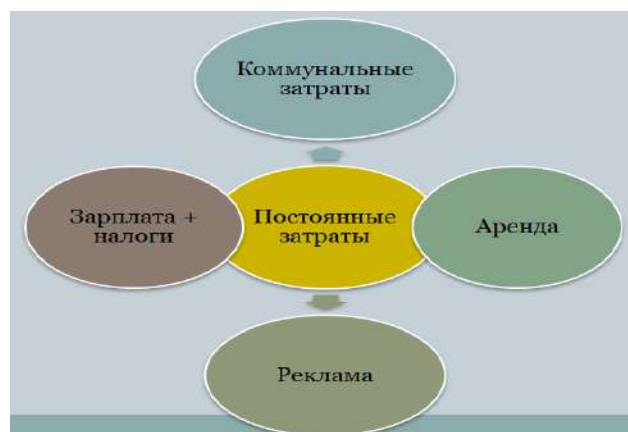 Коммунальные
затраты
Зарплата +
налоги
Постоянные
затраты
Аренда
Реклама